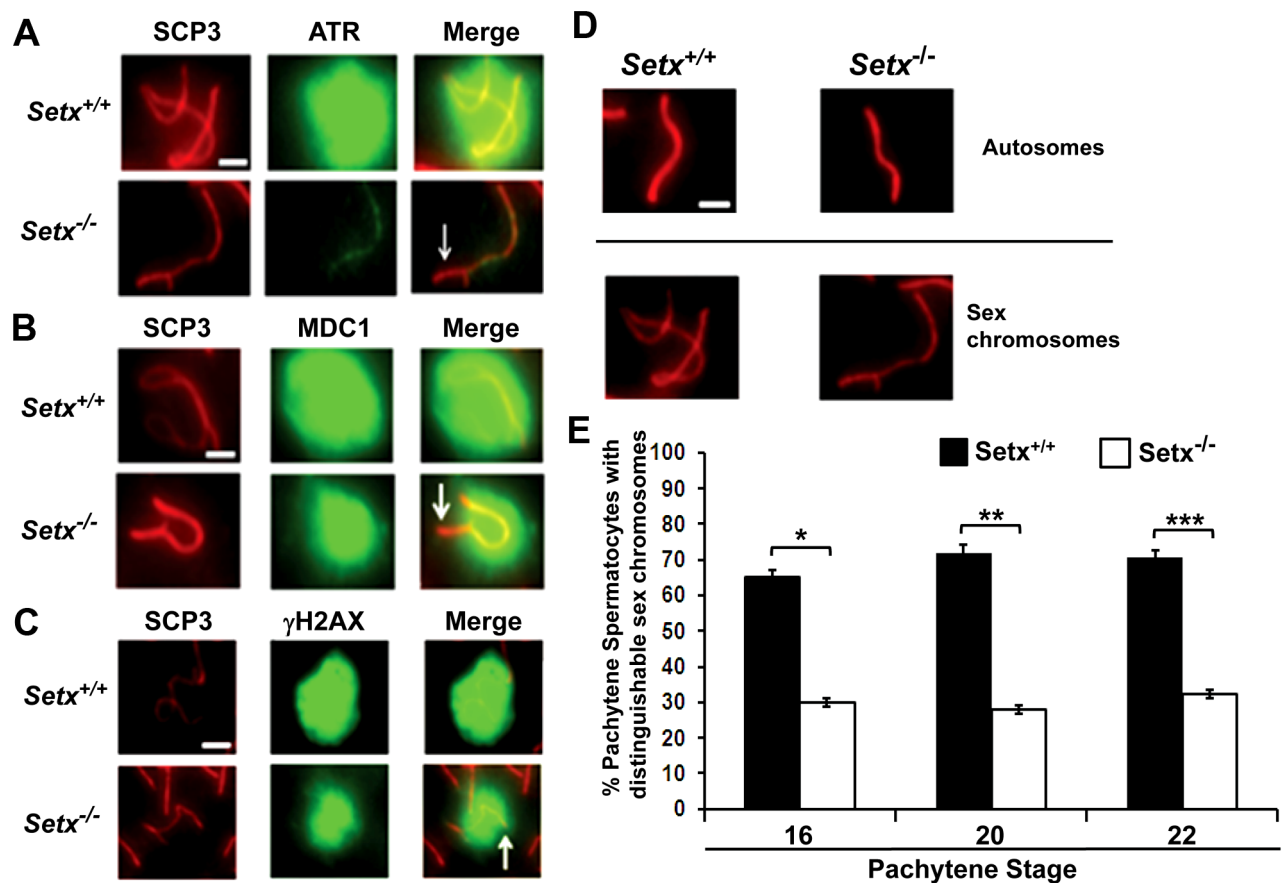 A
SCP3 ATR Merge
Setx+/+
Setx-/-
B
SCP3 MDC1 Merge
Setx+/+
Setx-/-
C
SCP3 γH2AX Merge
Setx+/+
Setx-/-
D
Setx+/+ Setx-/-
Autosomes
Sex
chromosomes
E
% Pachytene Spermatocytes with
distinguishable sex chromosomes
Setx+/+ Setx-/-
100
90
80
70
60
50
40
30
20
10
0
* ** ***
16 20 22
Pachytene Stage